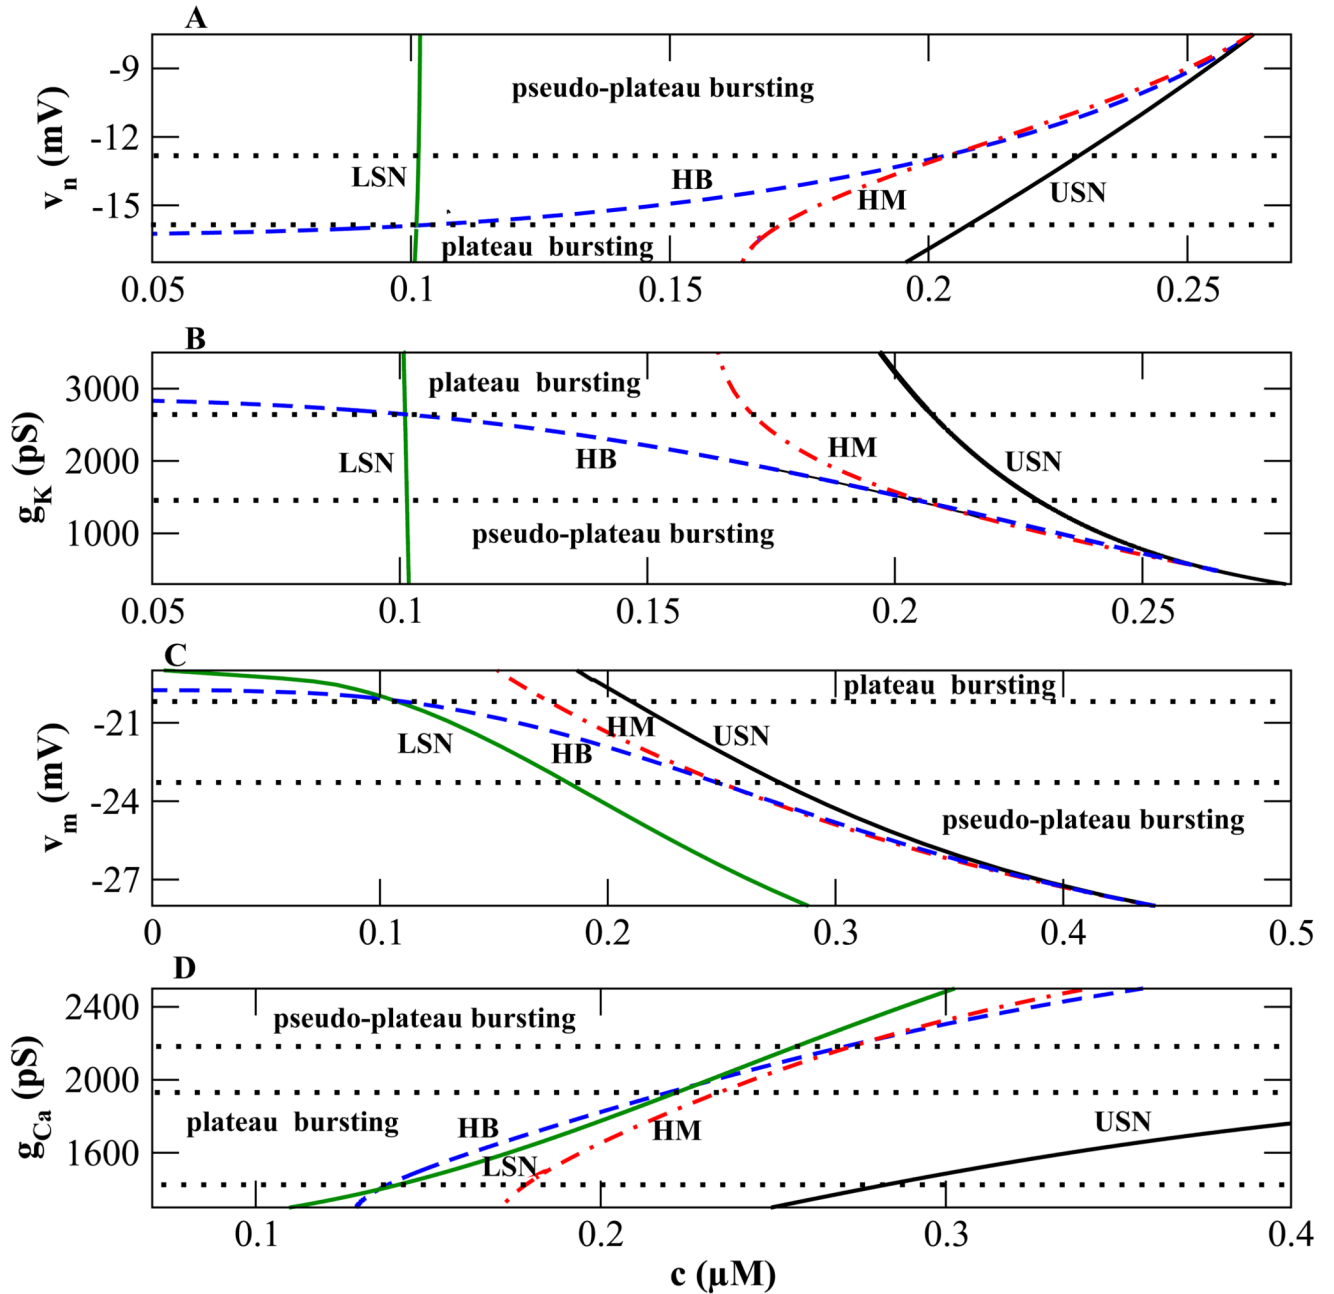 A
v_n (mV)
-9
-12
-15
pseudo-plateau bursting
LSN
HB
HM
USN
plateau bursting
0.05 0.1 0.15 0.2 0.25
B
g_K (pS)
3000
2000
1000
plateau bursting
LSN
HB
HM
USN
pseudo-plateau bursting
0.05 0.1 0.15 0.2 0.25
C
v_m (mV)
-21
-24
-27
plateau bursting
LSN
HB
HM
USN
pseudo-plateau bursting
0 0.1 0.2 0.3 0.4 0.5
D
g_Ca (pS)
2400
2000
1600
pseudo-plateau bursting
plateau bursting
HB
LSN
HM
USN
0.1 0.2 0.3 0.4
c (μM)